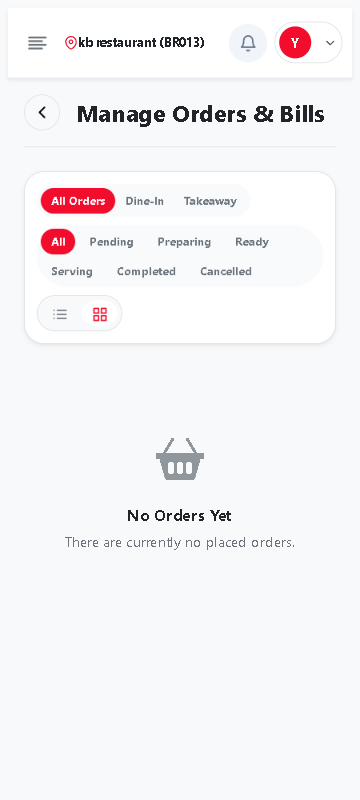 kb restaurant (BR013)
Y
Manage Orders & Bills
All Orders Dine-In Takeaway
All Pending Preparing Ready
Serving Completed Cancelled
No Orders Yet
There are currently no placed orders.